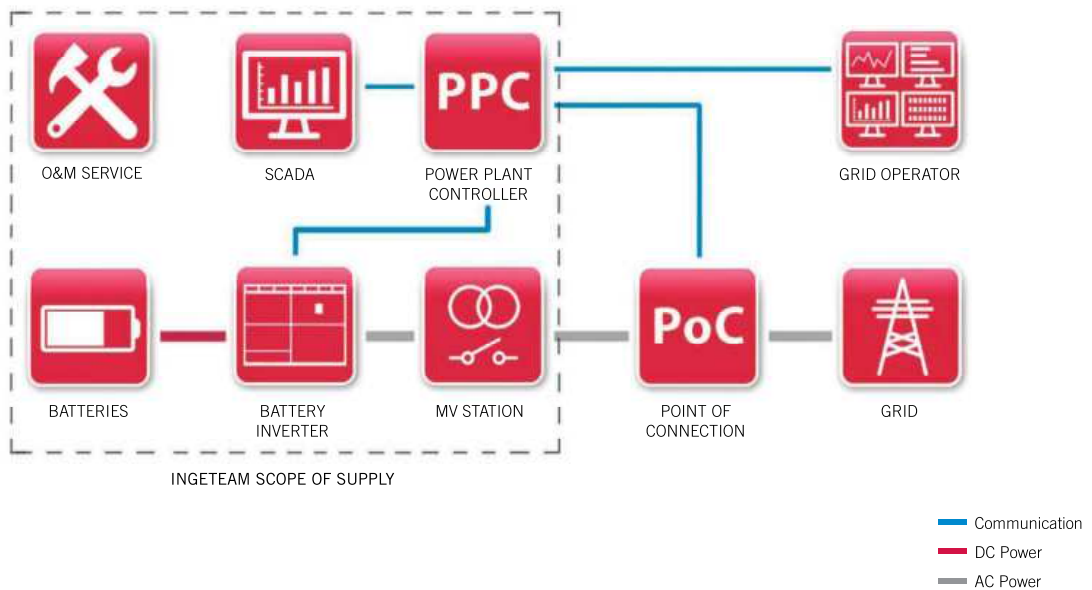 PPC
O&M SERVICE
SCADA
POWER PLANT
CONTROLLER
GRID OPERATOR
PoC
BATTERIES
BATTERY
INVERTER
MV STATION
POINT OF
CONNECTION
GRID
INGETEAM SCOPE OF SUPPLY
Communication
DC Power
AC Power